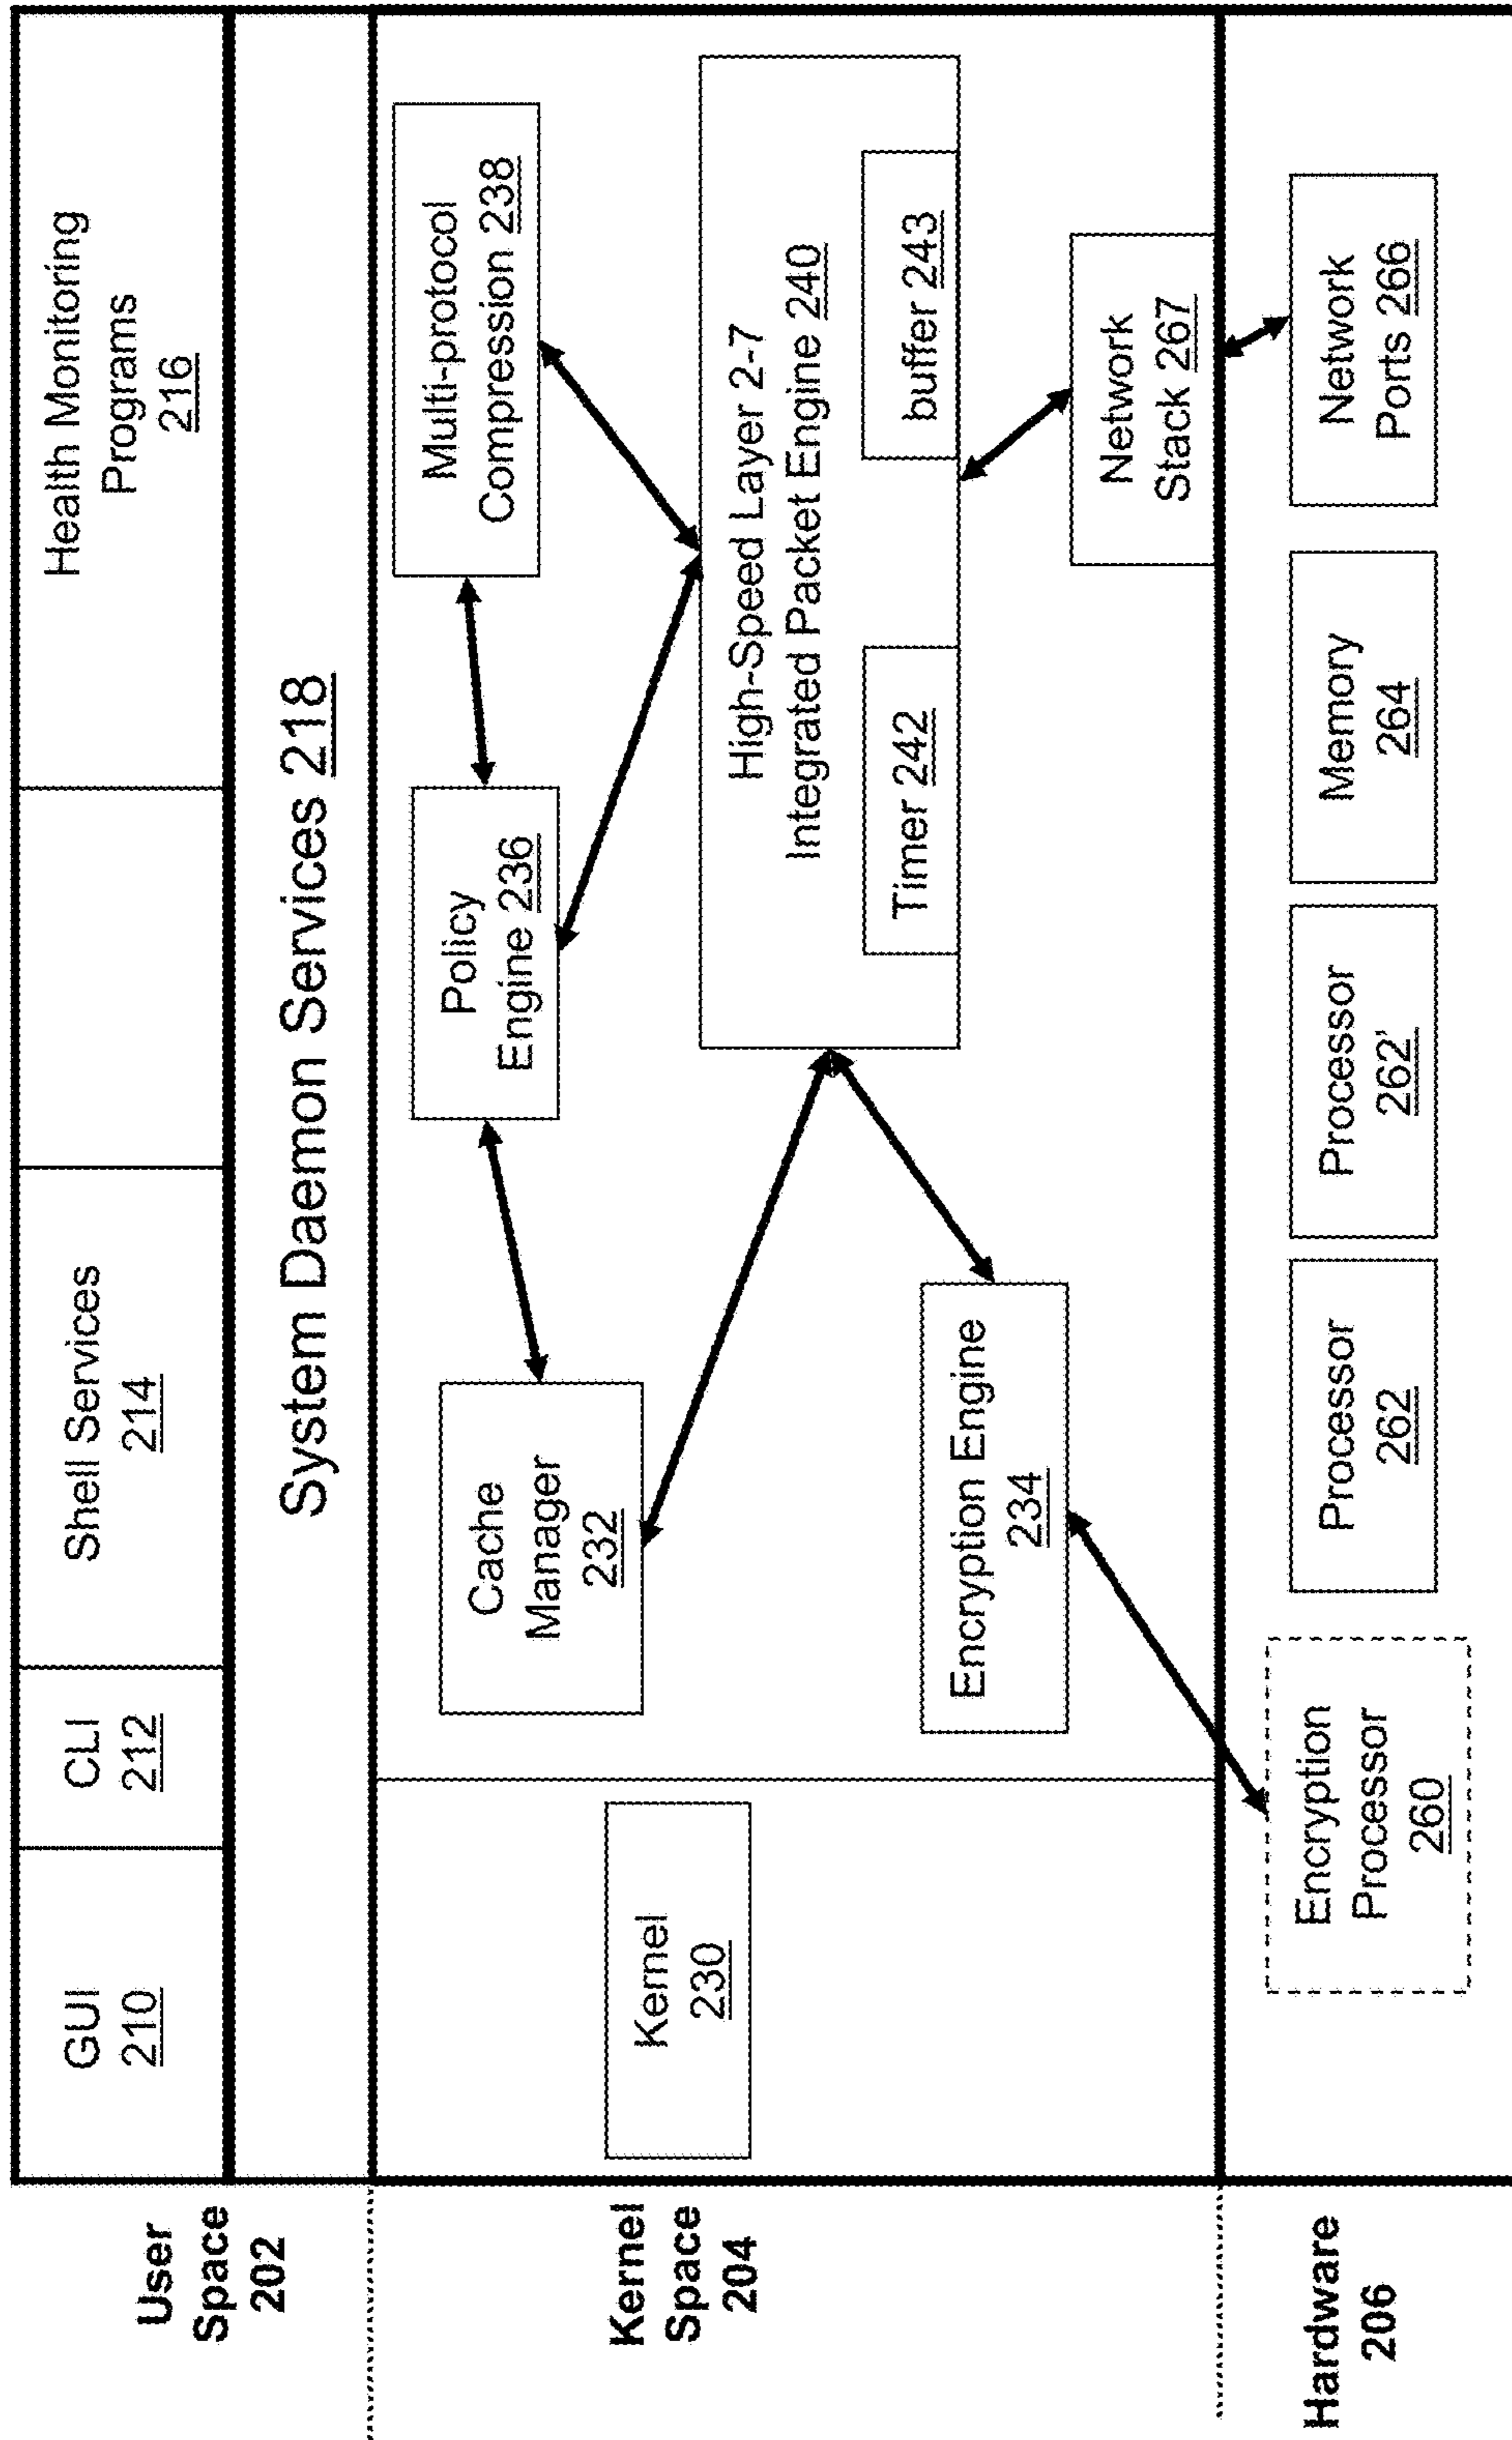 User
Space
202
GUI
210
CLI
212
Shell Services
214
Health Monitoring
Programs
216
System Daemon Services 218
Kernel
Space
204
Kernel
230
Cache
Manager
232
Policy
Engine 236
Multi-protocol
Compression 238
High-Speed Layer 2-7
Integrated Packet Engine 240
Timer 242
buffer 243
Encryption Engine
234
Network
Stack 267
Hardware
206
Encryption
Processor
260
Processor
262
Processor
262'
Memory
264
Network
Ports 266